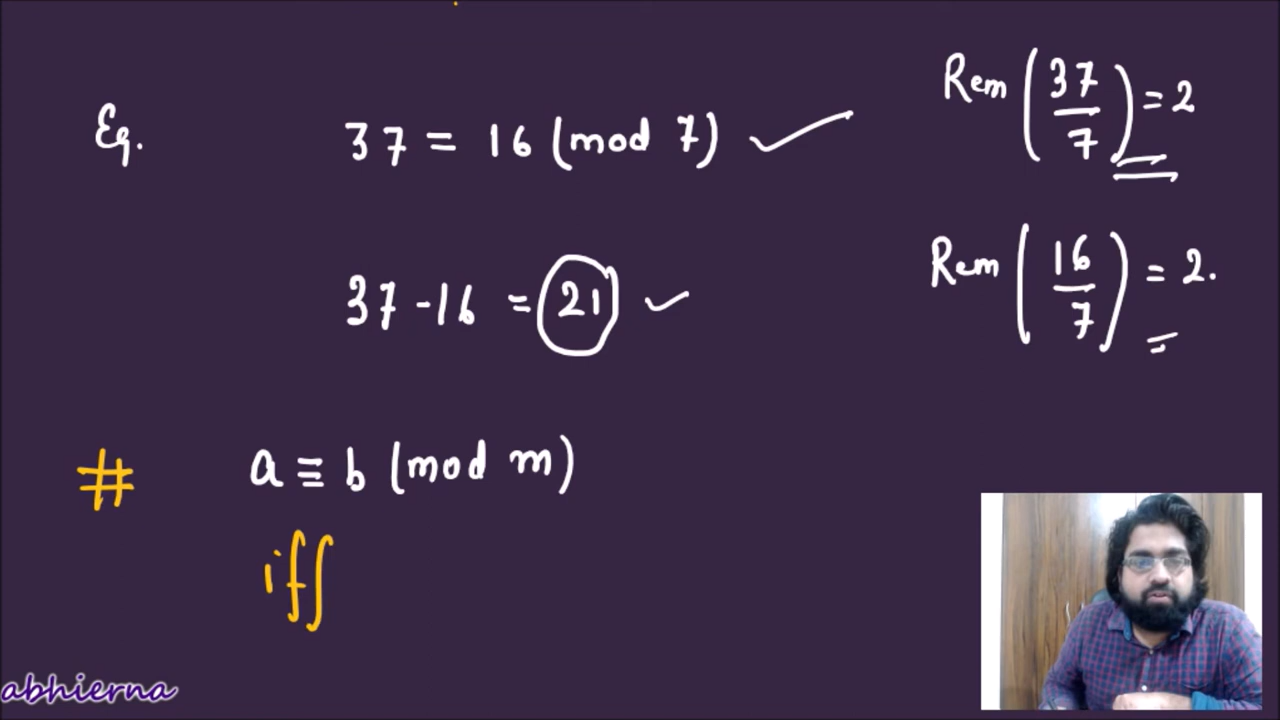 Eg. 37 = 16 (mod 7) ✓ Rem (37/7) = 2
37 - 16 = 21 ✓ Rem (16/7) = 2.
# a ≡ b (mod m)
iff
abhierna